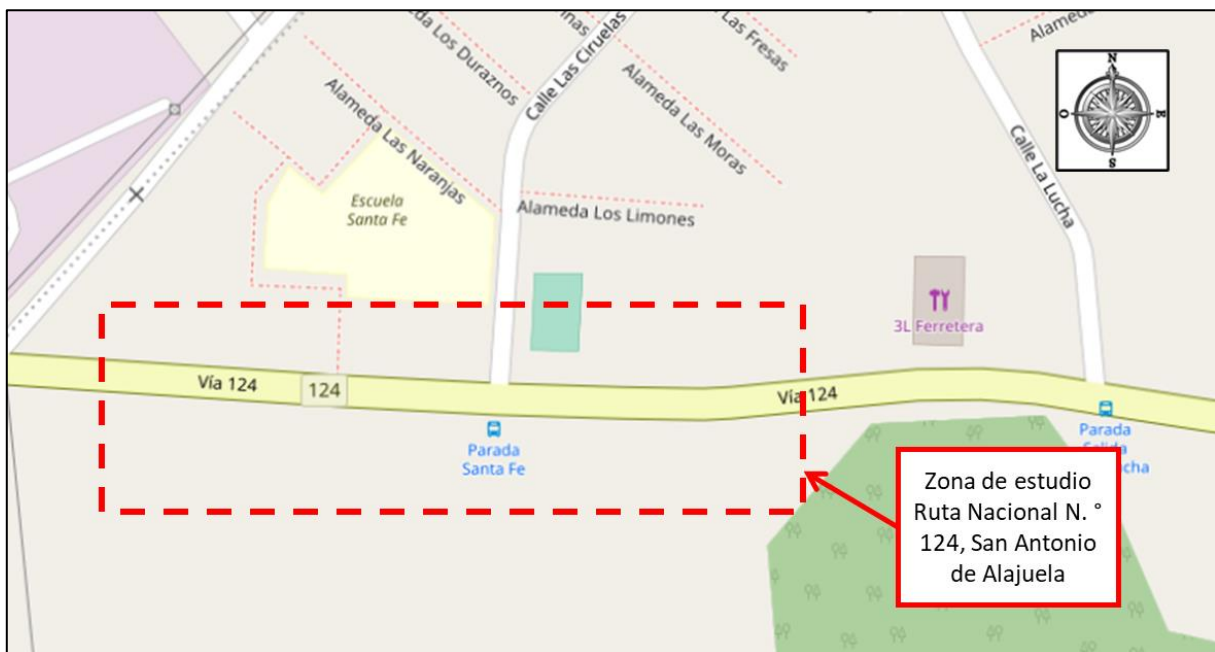 Alameda Los Duraznos
Las Fresas
Alameda
Calle Las Ciruelas
Alameda Las Moras
Alameda Las Naranjas
Calle La Lucha
N
O
E
S
Escuela
Santa Fe
Alameda Los Limones
3L Ferretera
Vía 124
124
Vía 124
Parada
Santa Fe
Parada
Zona de estudio
Ruta Nacional N. °
124, San Antonio
de Alajuela